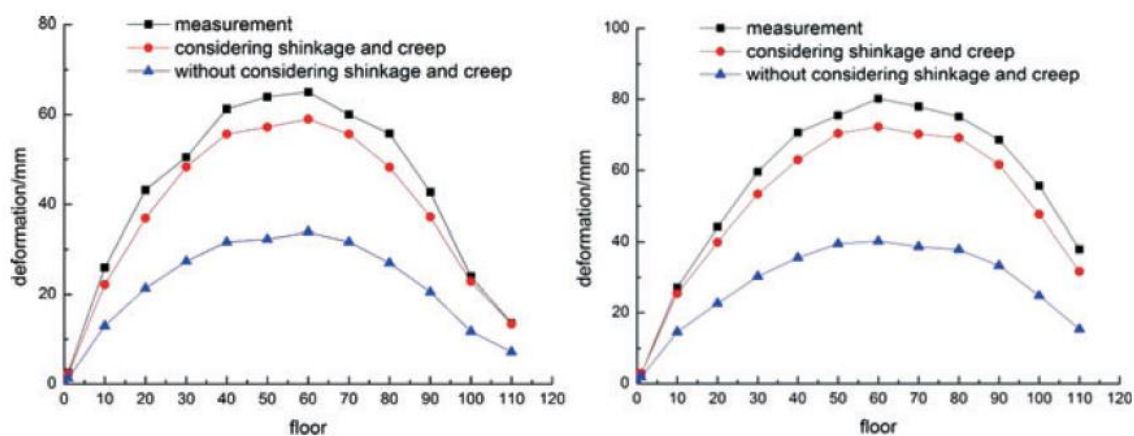 measurement
considering shinkage and creep
without considering shinkage and creep
80
60
40
20
0
deformation/mm
0 10 20 30 40 50 60 70 80 90 100 110 120
floor
measurement
considering shinkage and creep
without considering shinkage and creep
100
80
60
40
20
0
deformation/mm
0 10 20 30 40 50 60 70 80 90 100 110 120
floor